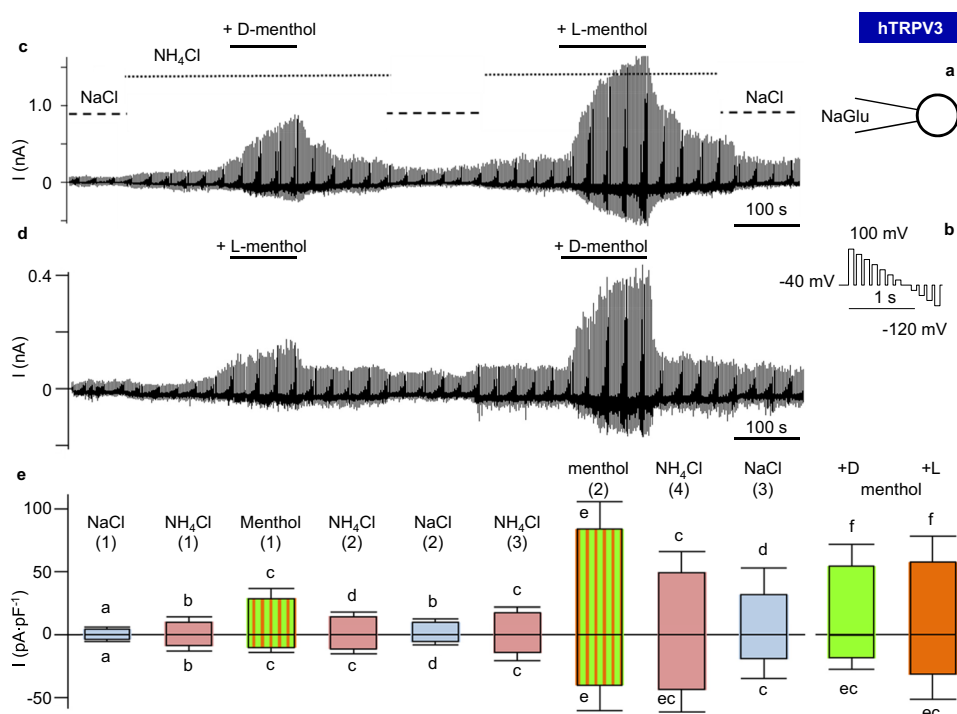 hTRPV3
c
+ D-menthol
+ L-menthol
NH₄Cl
NaCl
NaCl
1.0
0
I (nA)
100 s
a
NaGlu
b
100 mV
-40 mV
1 s
-120 mV
d
+ L-menthol
+ D-menthol
0.4
0
I (nA)
100 s
e
NaCl
(1)
NH₄Cl
(1)
Menthol
(1)
NH₄Cl
(2)
NaCl
(2)
NH₄Cl
(3)
menthol
(2)
NH₄Cl
(4)
NaCl
(3)
+D
+L
menthol
100
50
0
-50
I (pA·pF⁻¹)
a
b
c
d
b
c
e
c
d
f
f
a
b
c
c
d
c
e
ec
c
ec
ec